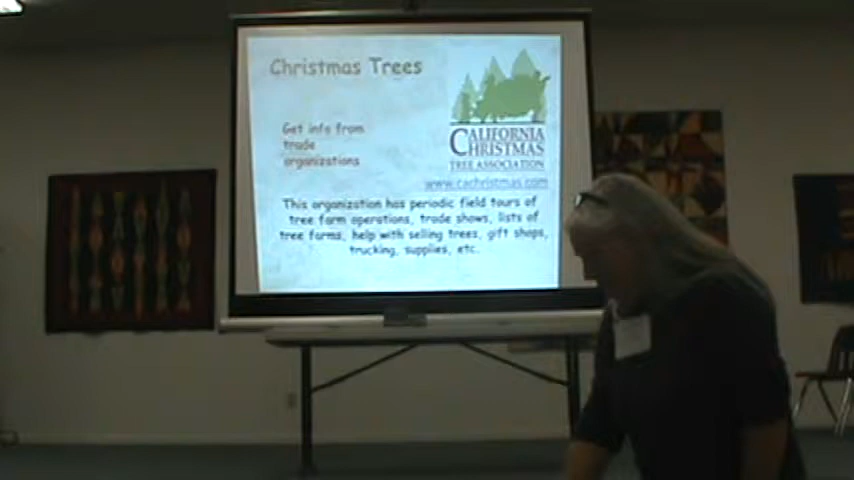 Christmas Trees
Get info from
trade
organizations
CALIFORNIA
CHRISTMAS
TREE ASSOCIATION
www.cachristmas.com
This organization has periodic field tours of
tree farm operations, trade shows, lists of
tree farms, help with selling trees, gift shops,
trucking, supplies, etc.